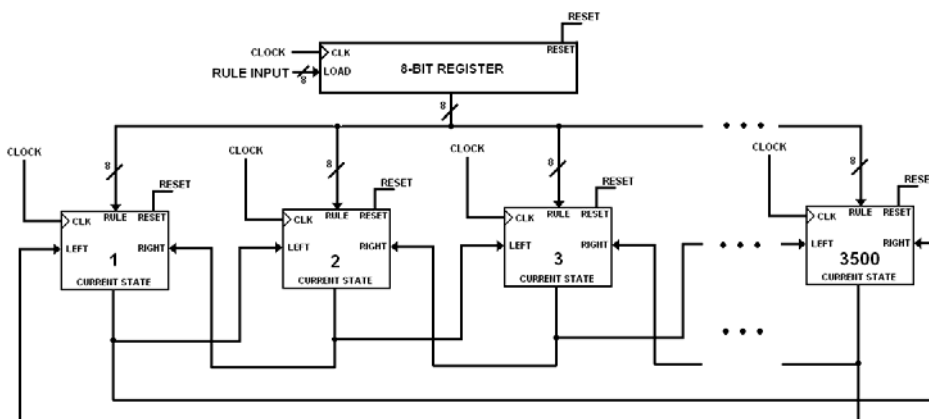 RESET
CLOCK CLK RESET
RULE INPUT 8 LOAD 8-BIT REGISTER
8
CLOCK CLOCK CLOCK CLOCK
8 8 8 8
RESET RESET RESET RESET
RULE RESET RULE RESET RULE RESET RULE RESET
CLK CLK CLK CLK
LEFT RIGHT LEFT RIGHT LEFT RIGHT LEFT RIGHT
1 2 3 3500
CURRENT STATE CURRENT STATE CURRENT STATE CURRENT STATE